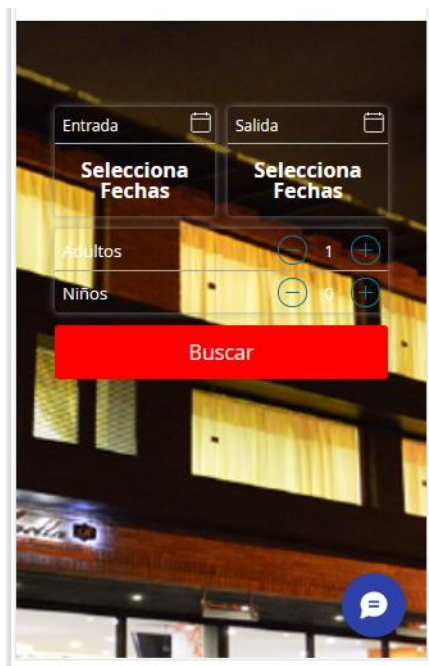 Entrada
Salida
Selecciona
Fechas
Selecciona
Fechas
Adultos
1
Niños
0
Buscar